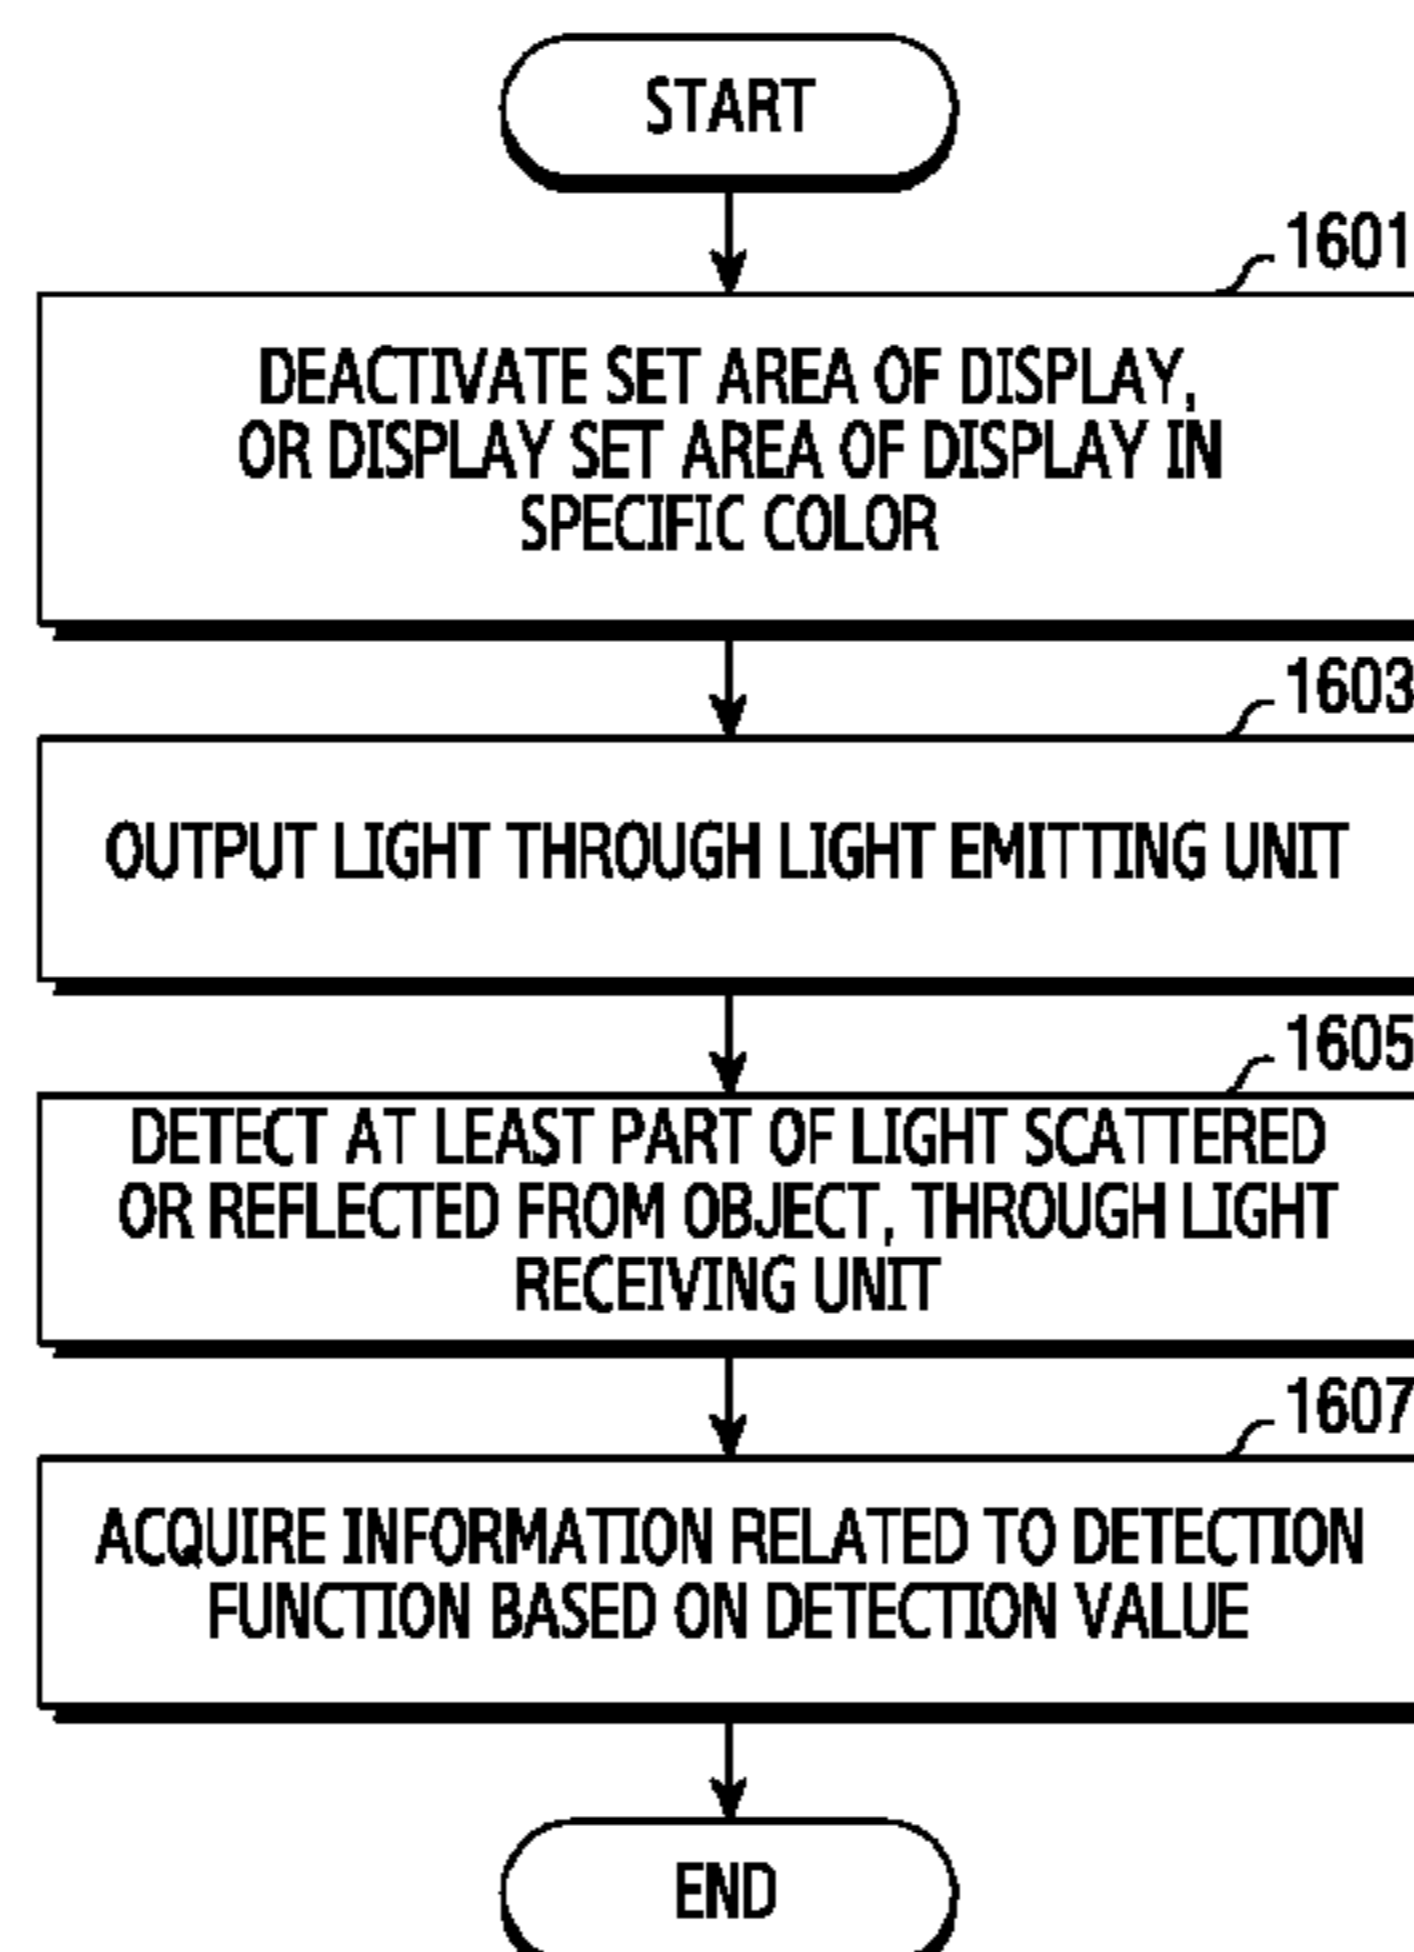 START
1601
DEACTIVATE SET AREA OF DISPLAY,
OR DISPLAY SET AREA OF DISPLAY IN
SPECIFIC COLOR
1603
OUTPUT LIGHT THROUGH LIGHT EMITTING UNIT
1605
DETECT AT LEAST PART OF LIGHT SCATTERED
OR REFLECTED FROM OBJECT, THROUGH LIGHT
RECEIVING UNIT
1607
ACQUIRE INFORMATION RELATED TO DETECTION
FUNCTION BASED ON DETECTION VALUE
END